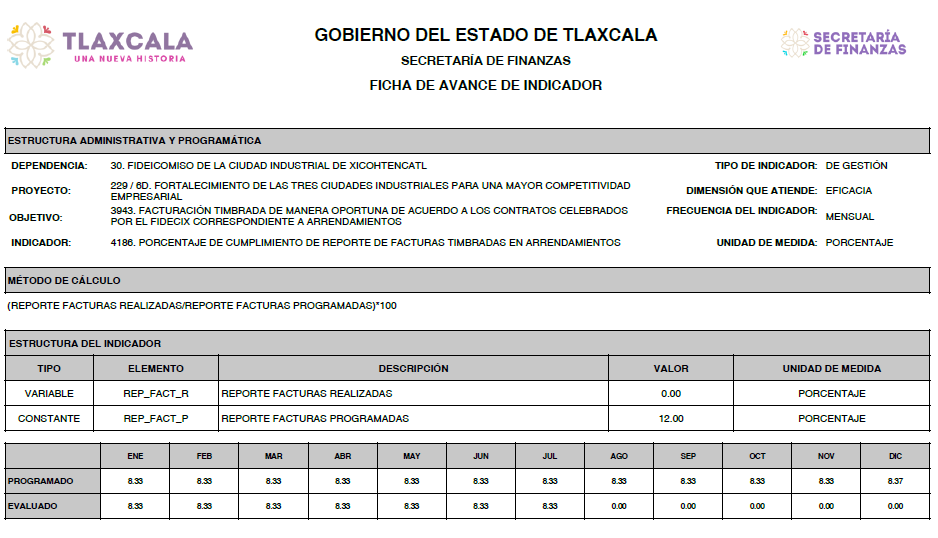 TLAXCALA
UNA NUEVA HISTORIA
GOBIERNO DEL ESTADO DE TLAXCALA
SECRETARÍA DE FINANZAS
FICHA DE AVANCE DE INDICADOR
SECRETARÍA
DE FINANZAS
ESTRUCTURA ADMINISTRATIVA Y PROGRAMÁTICA
DEPENDENCIA: 30. FIDEICOMISO DE LA CIUDAD INDUSTRIAL DE XICOHTENCATL TIPO DE INDICADOR: DE GESTIÓN
PROYECTO: 229 / 6D. FORTALECIMIENTO DE LAS TRES CIUDADES INDUSTRIALES PARA UNA MAYOR COMPETITIVIDAD
EMPRESARIAL
DIMENSIÓN QUE ATIENDE: EFICACIA
OBJETIVO: 3943. FACTURACIÓN TIMBRADA DE MANERA OPORTUNA DE ACUERDO A LOS CONTRATOS CELEBRADOS
POR EL FIDECIX CORRESPONDIENTE A ARRENDAMIENTOS
FRECUENCIA DEL INDICADOR: MENSUAL
INDICADOR: 4186. PORCENTAJE DE CUMPLIMIENTO DE REPORTE DE FACTURAS TIMBRADAS EN ARRENDAMIENTOS UNIDAD DE MEDIDA: PORCENTAJE
MÉTODO DE CÁLCULO
(REPORTE FACTURAS REALIZADAS/REPORTE FACTURAS PROGRAMADAS)*100
ESTRUCTURA DEL INDICADOR
TIPO ELEMENTO DESCRIPCIÓN VALOR UNIDAD DE MEDIDA
VARIABLE REP_FACT_R REPORTE FACTURAS REALIZADAS 0.00 PORCENTAJE
CONSTANTE REP_FACT_P REPORTE FACTURAS PROGRAMADAS 12.00 PORCENTAJE
ENE FEB MAR ABR MAY JUN JUL AGO SEP OCT NOV DIC
PROGRAMADO 8.33 8.33 8.33 8.33 8.33 8.33 8.33 8.33 8.33 8.33 8.33 8.37
EVALUADO 8.33 8.33 8.33 8.33 8.33 8.33 8.33 0.00 0.00 0.00 0.00 0.00